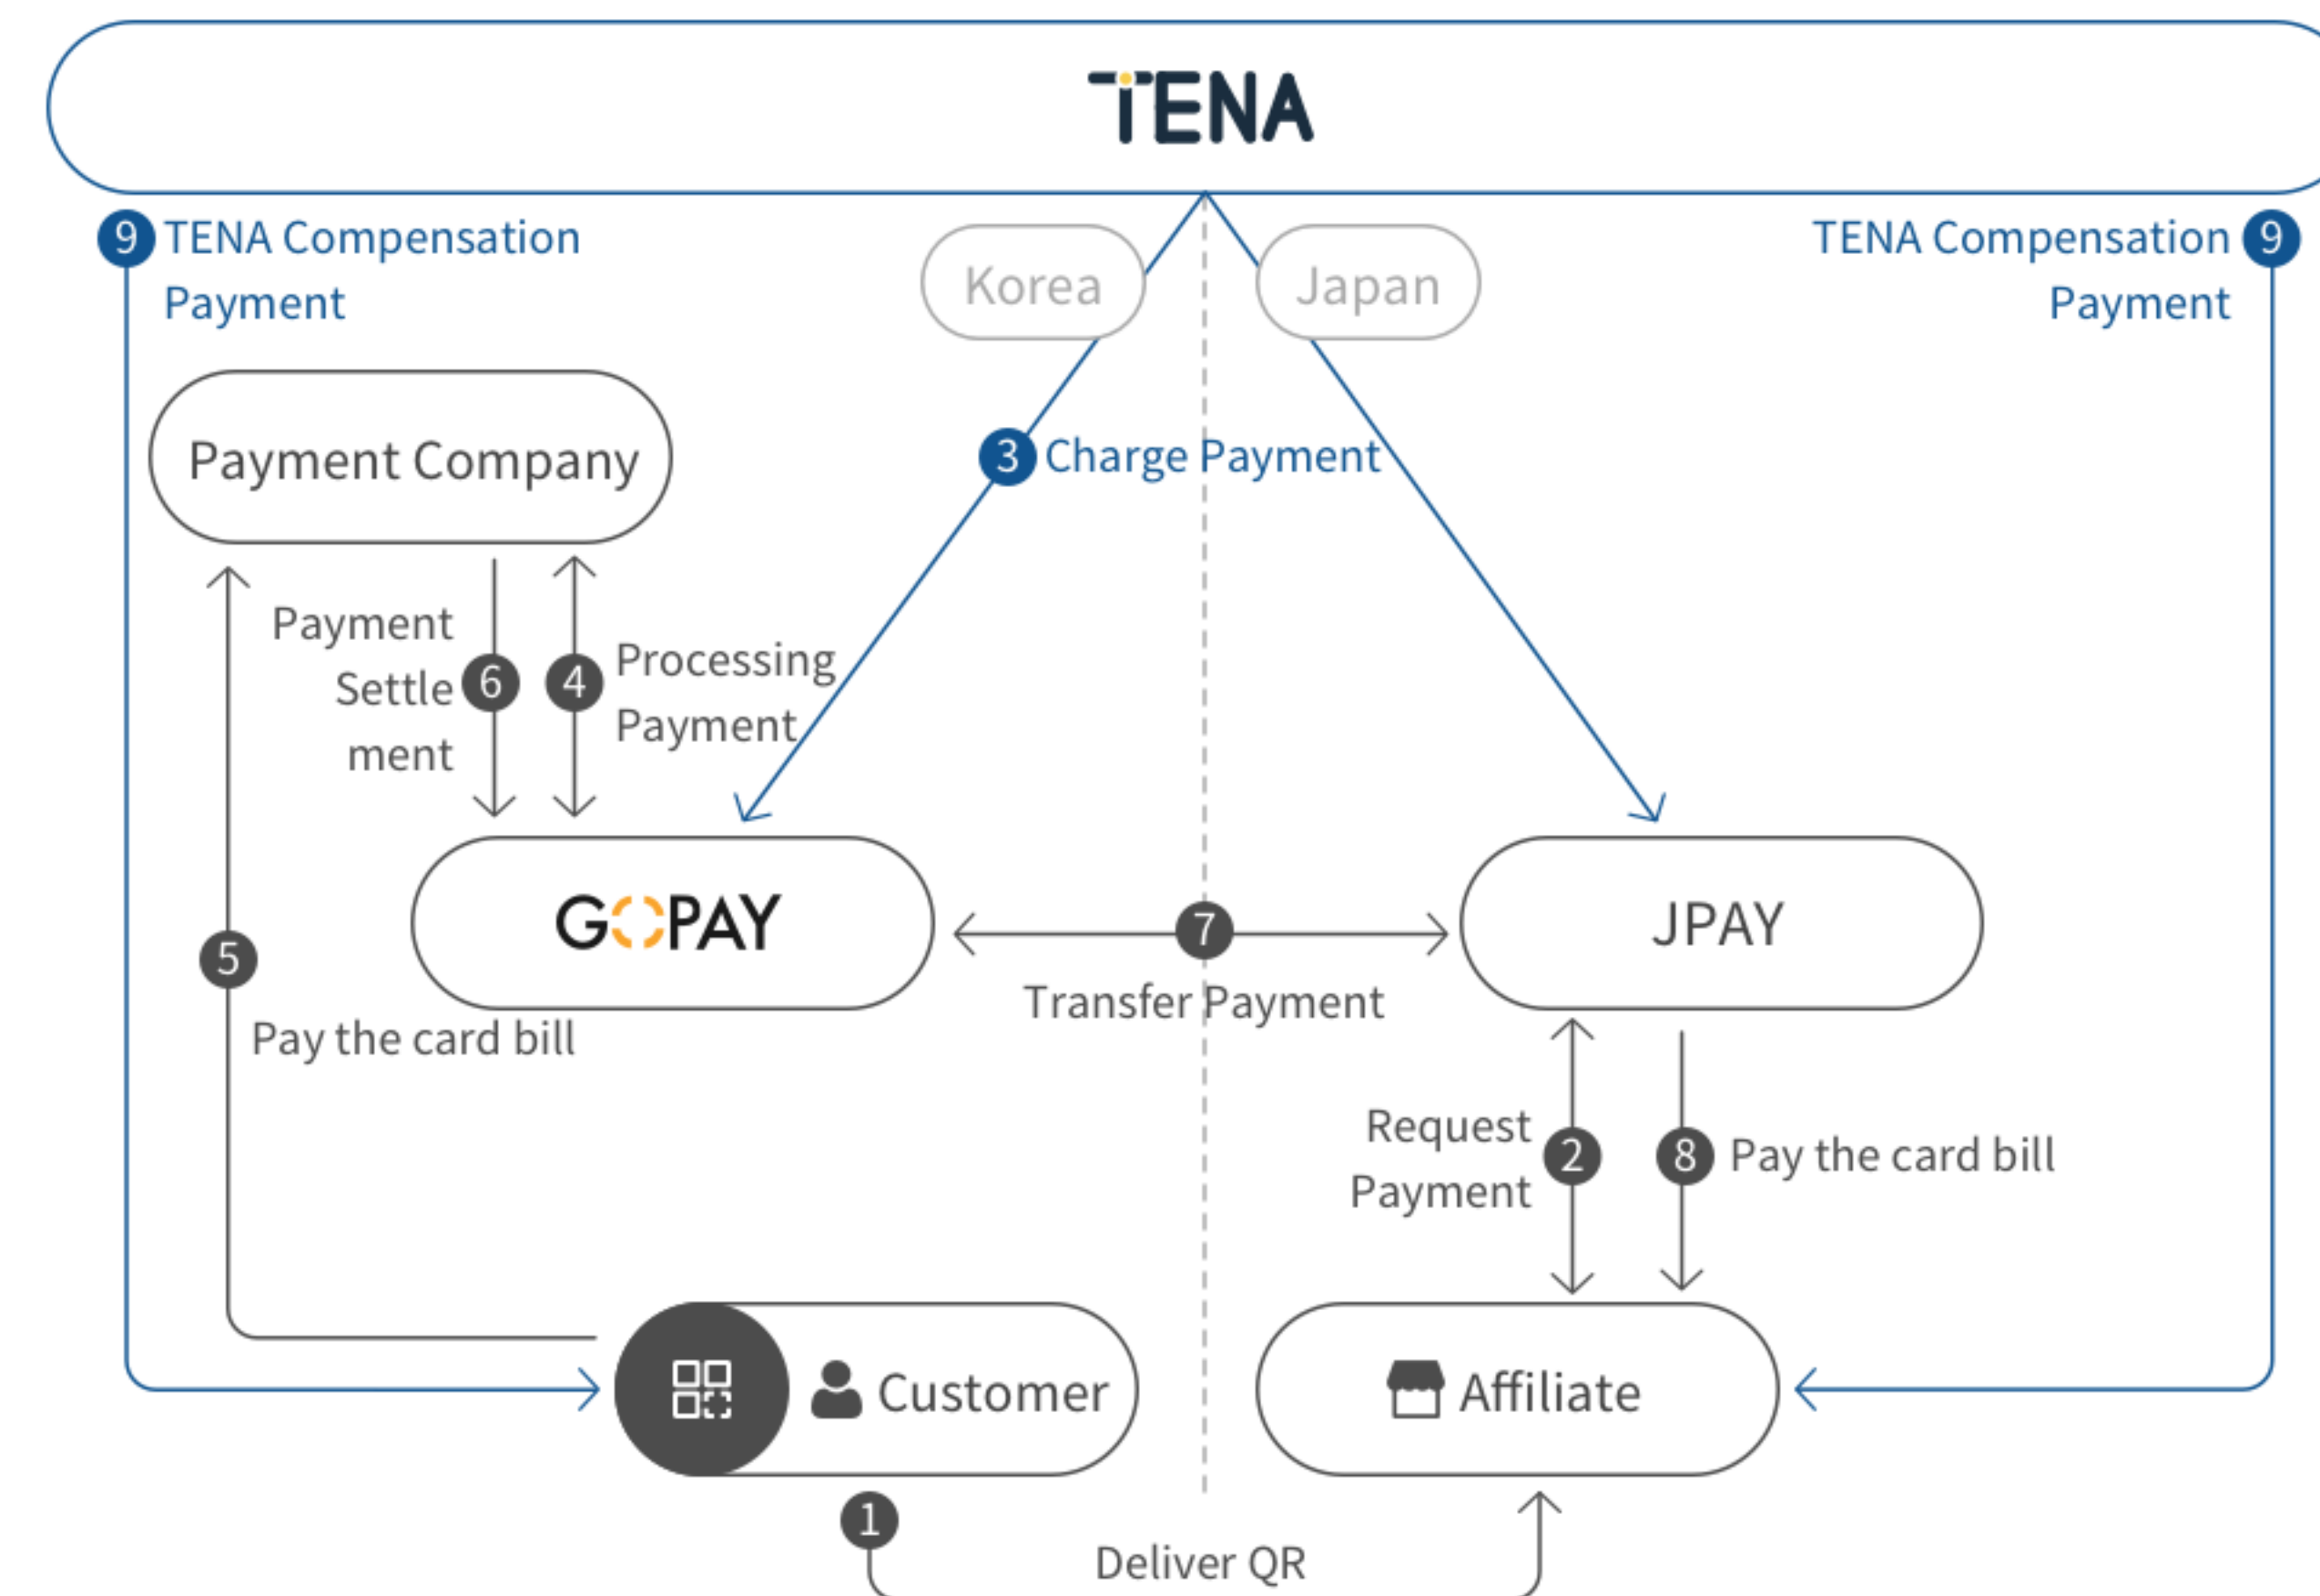 TENA
9 TENA Compensation
Payment
TENA Compensation 9
Payment
Korea
Japan
Payment Company
3 Charge Payment
Payment
Settle
ment
6
4
Processing
Payment
GOPAY
JPAY
5
7
Transfer Payment
Pay the card bill
Request
Payment
2
8 Pay the card bill
Customer
Affiliate
1
Deliver QR